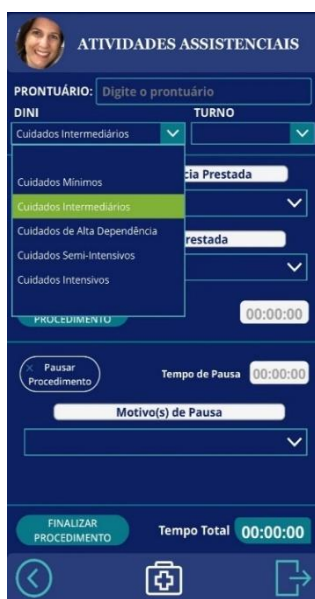 ATIVIDADES ASSISTENCIAIS
PRONTUÁRIO: Digite o prontuário
DINI TURNO
Cuidados Intermediários
Cuidados Mínimos
cia Prestada
Cuidados Intermediários
Cuidados de Alta Dependência
restada
Cuidados Semi-Intensivos
Cuidados Intensivos
PROCEDIMENTO 00:00:00
× Pausar
Procedimento
Tempo de Pausa 00:00:00
Motivo(s) de Pausa
FINALIZAR
PROCEDIMENTO
Tempo Total 00:00:00